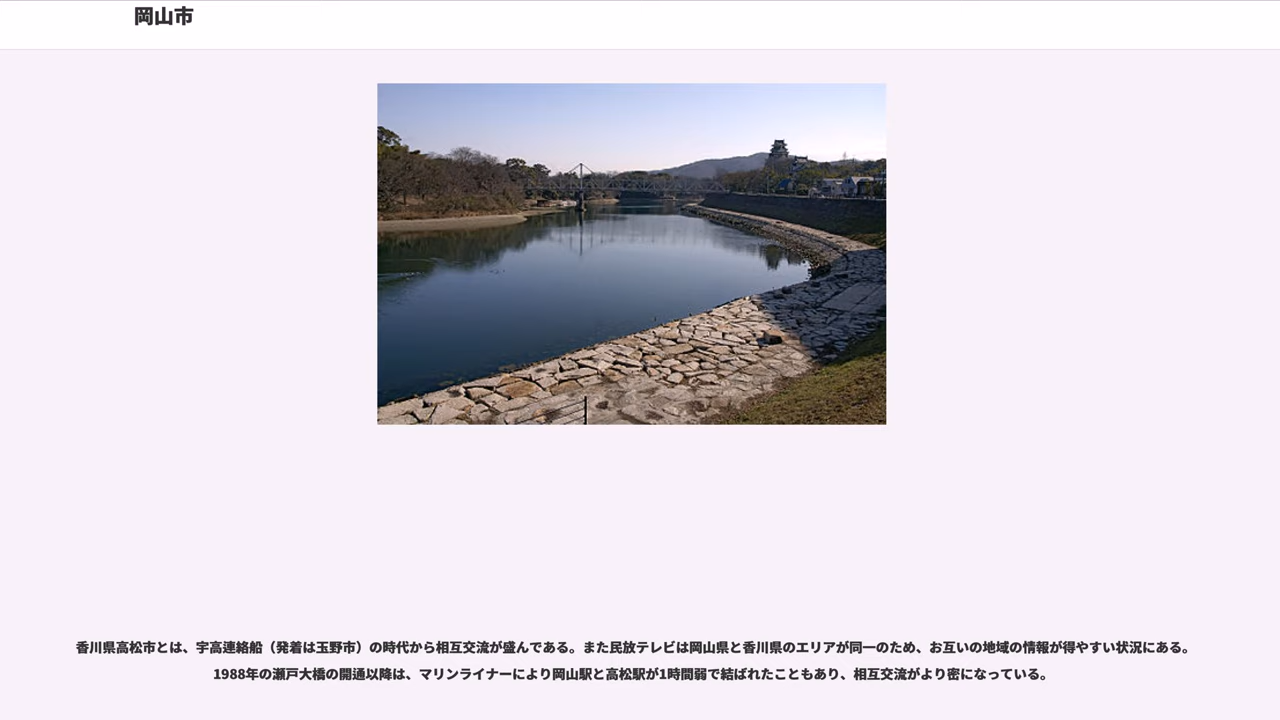 岡山市
香川県高松市とは、宇高連絡船（発着は玉野市）の時代から相互交流が盛んである。また民放テレビは岡山県と香川県のエリアが同一のため、お互いの地域の情報が得やすい状況にある。
1988年の瀬戸大橋の開通以降は、マリンライナーにより岡山駅と高松駅が1時間弱で結ばれたこともあり、相互交流がより密になっている。